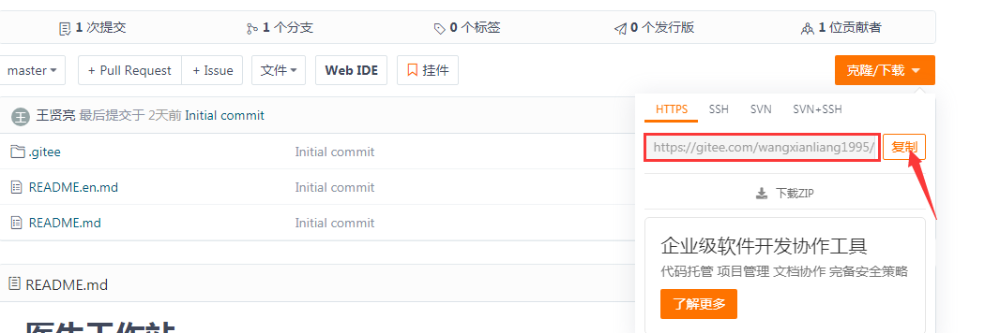 1 次提交 1 个分支 0 个标签 0 个发行版 1 位贡献者
master + Pull Request + Issue 文件 Web IDE 挂件 克隆/下载
HTTPS SSH SVN SVN+SSH
王 王贤亮 最后提交于 2天前 Initial commit
https://gitee.com/wangxianliang1995/ 复制
.gitee Initial commit
README.en.md Initial commit
下载ZIP
README.md Initial commit
企业级软件开发协作工具
代码托管 项目管理 文档协作 完备安全策略
README.md
了解更多
医生工作站